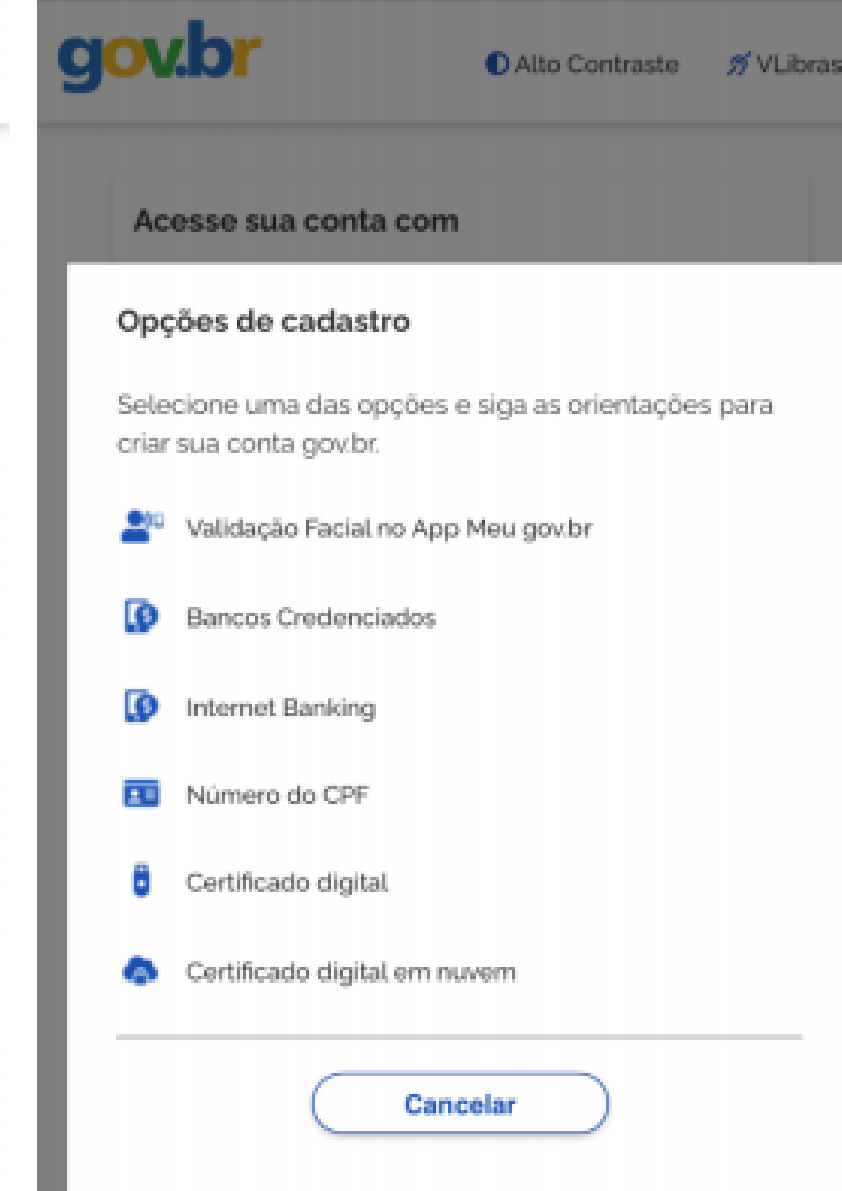 gov.br
Alto Contraste VLibras
Acesse sua conta com
Opções de cadastro
Selecione uma das opções e siga as orientações para
criar sua conta gov.br.
Validação Facial no App Meu gov.br
Bancos Credenciados
Internet Banking
Número do CPF
Certificado digital
Certificado digital em nuvem
Cancelar